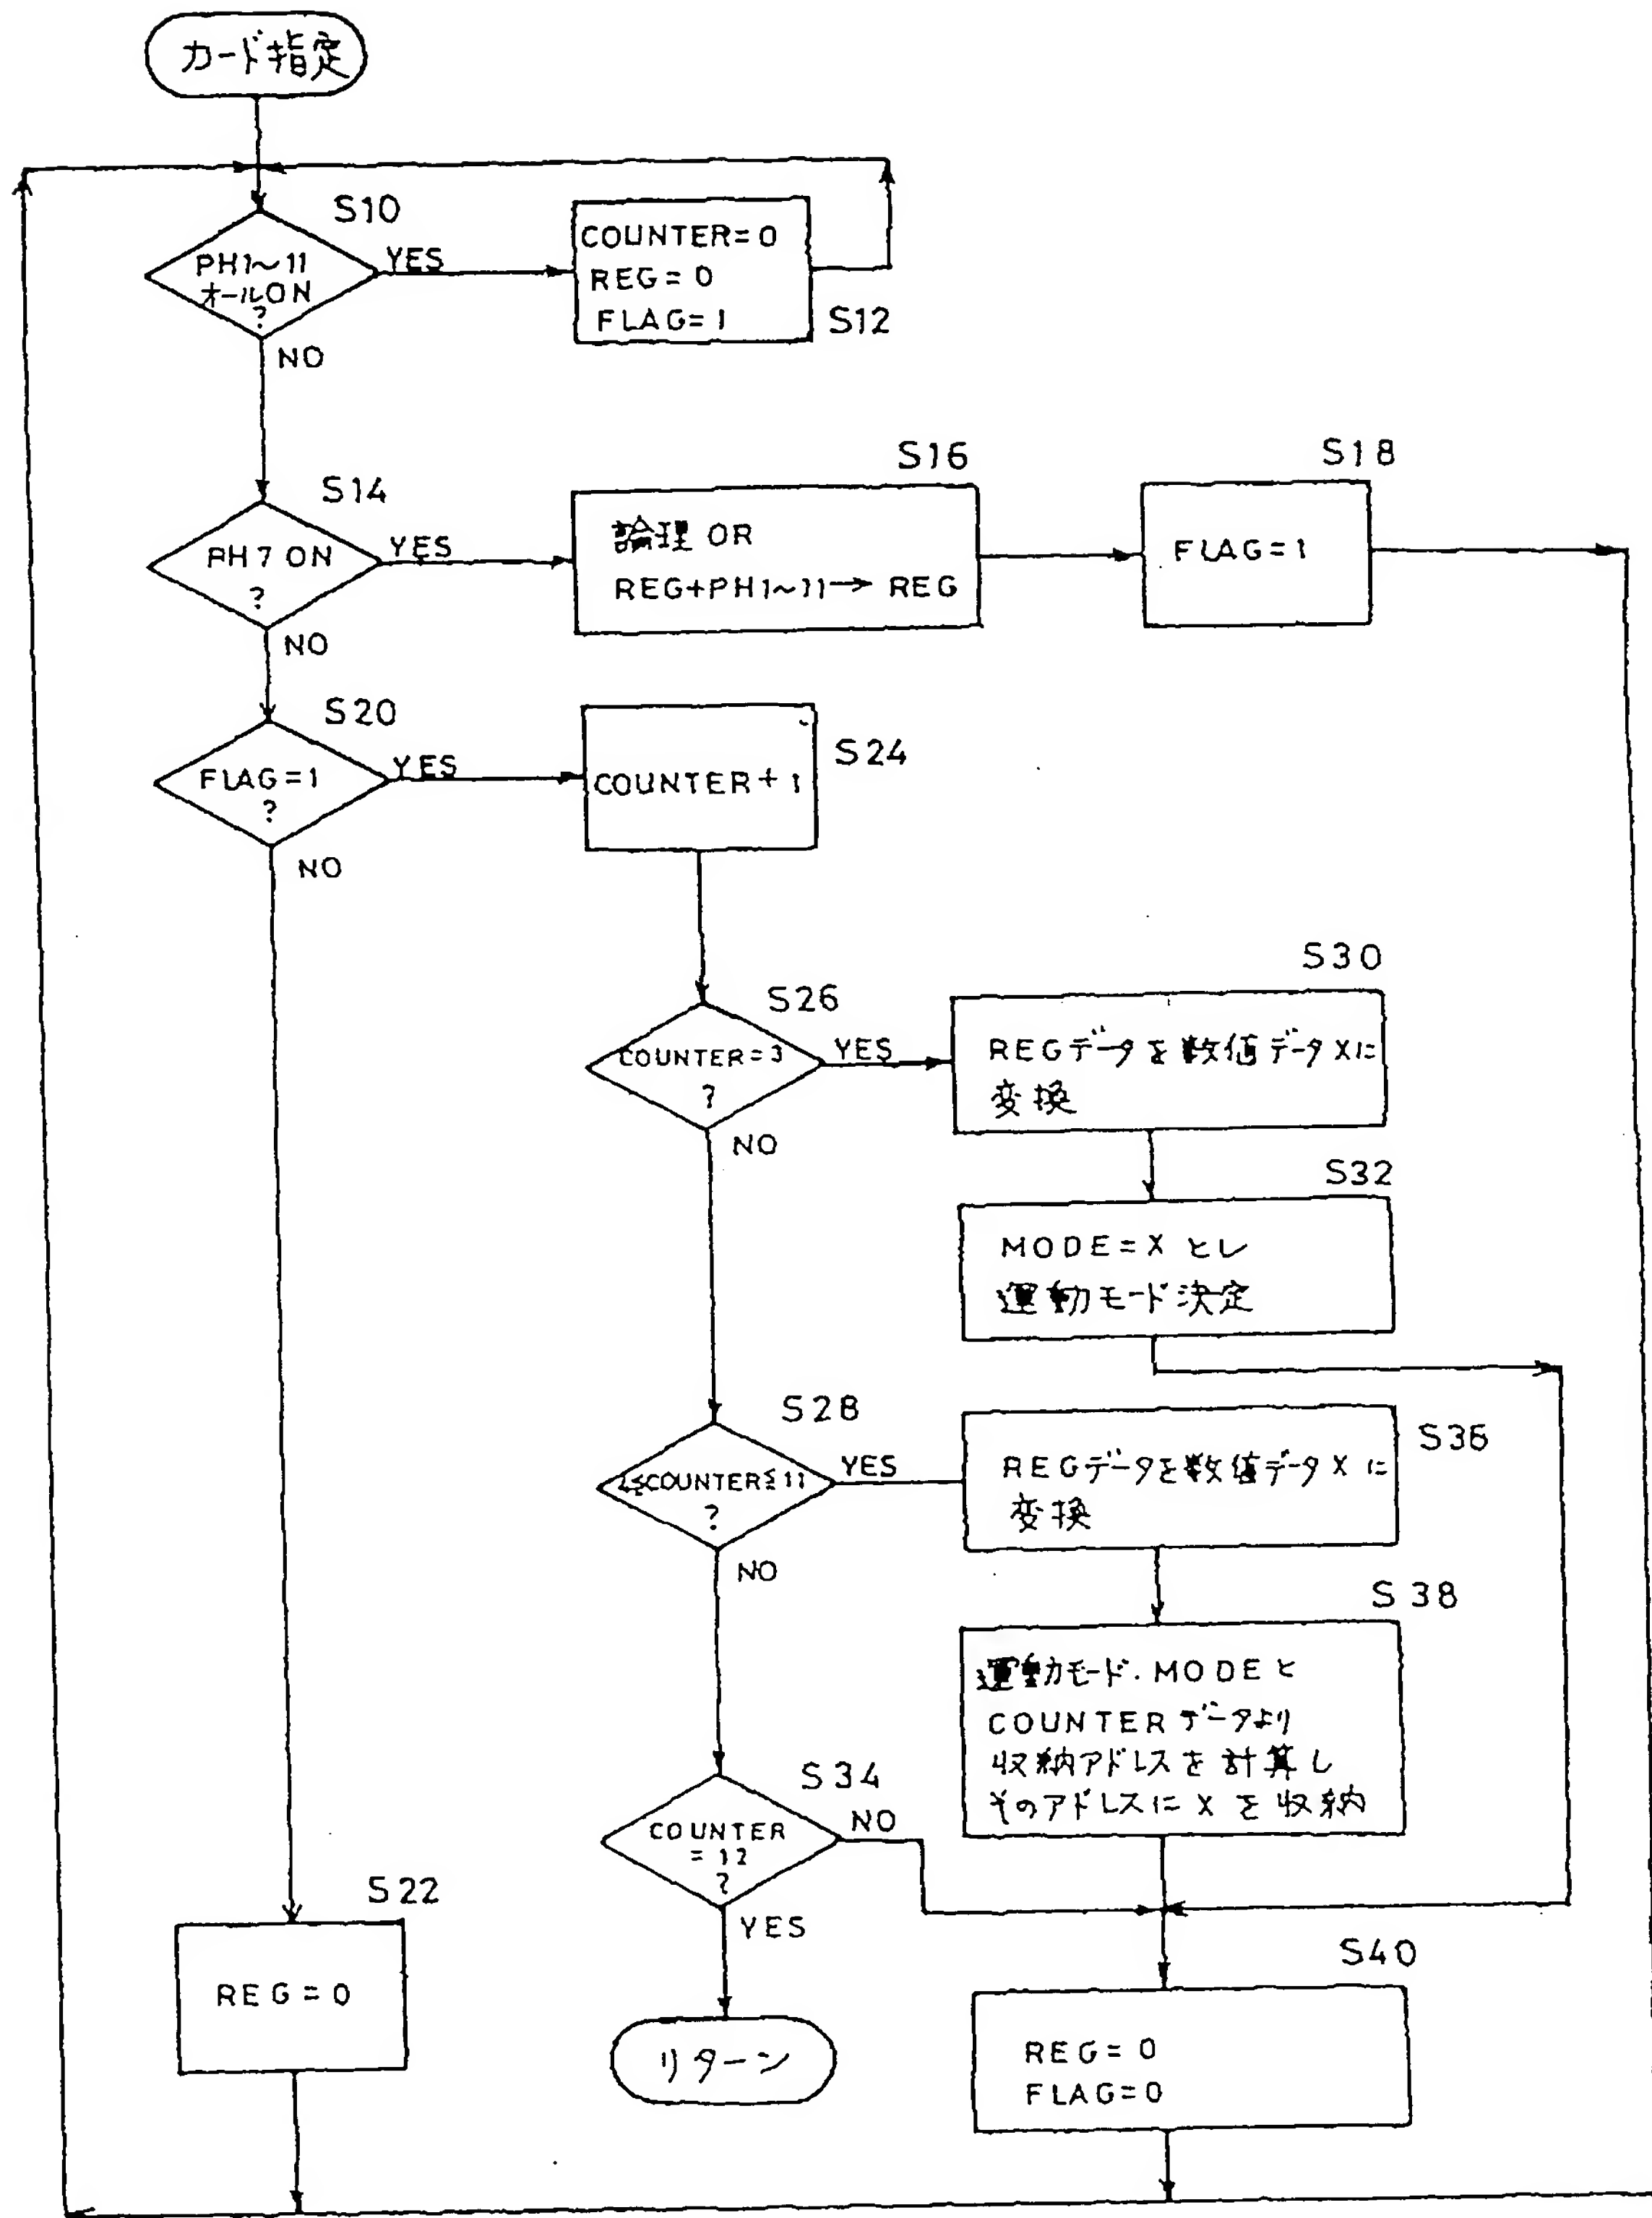 カード指定
S10
PH1~11
オールON
?
YES
NO
COUNTER=0
REG=0
FLAG=1
S12
S14
PH7 ON
?
YES
NO
S16
論理 OR
REG+PH1~11→REG
S18
FLAG=1
S20
FLAG=1
?
YES
NO
S24
COUNTER+1
S26
COUNTER=3
?
YES
NO
S30
REGデータを数値データXに
変換
S32
MODE=Xとし
運動モード決定
S28
4≦COUNTER≦11
?
YES
NO
S36
REGデータを数値データXに
変換
S38
運動モード.MODEと
COUNTERデータより
収納アドレスを計算し
そのアドレスにXを収納
S34
COUNTER
=12
?
NO
YES
S22
REG=0
リターン
S40
REG=0
FLAG=0